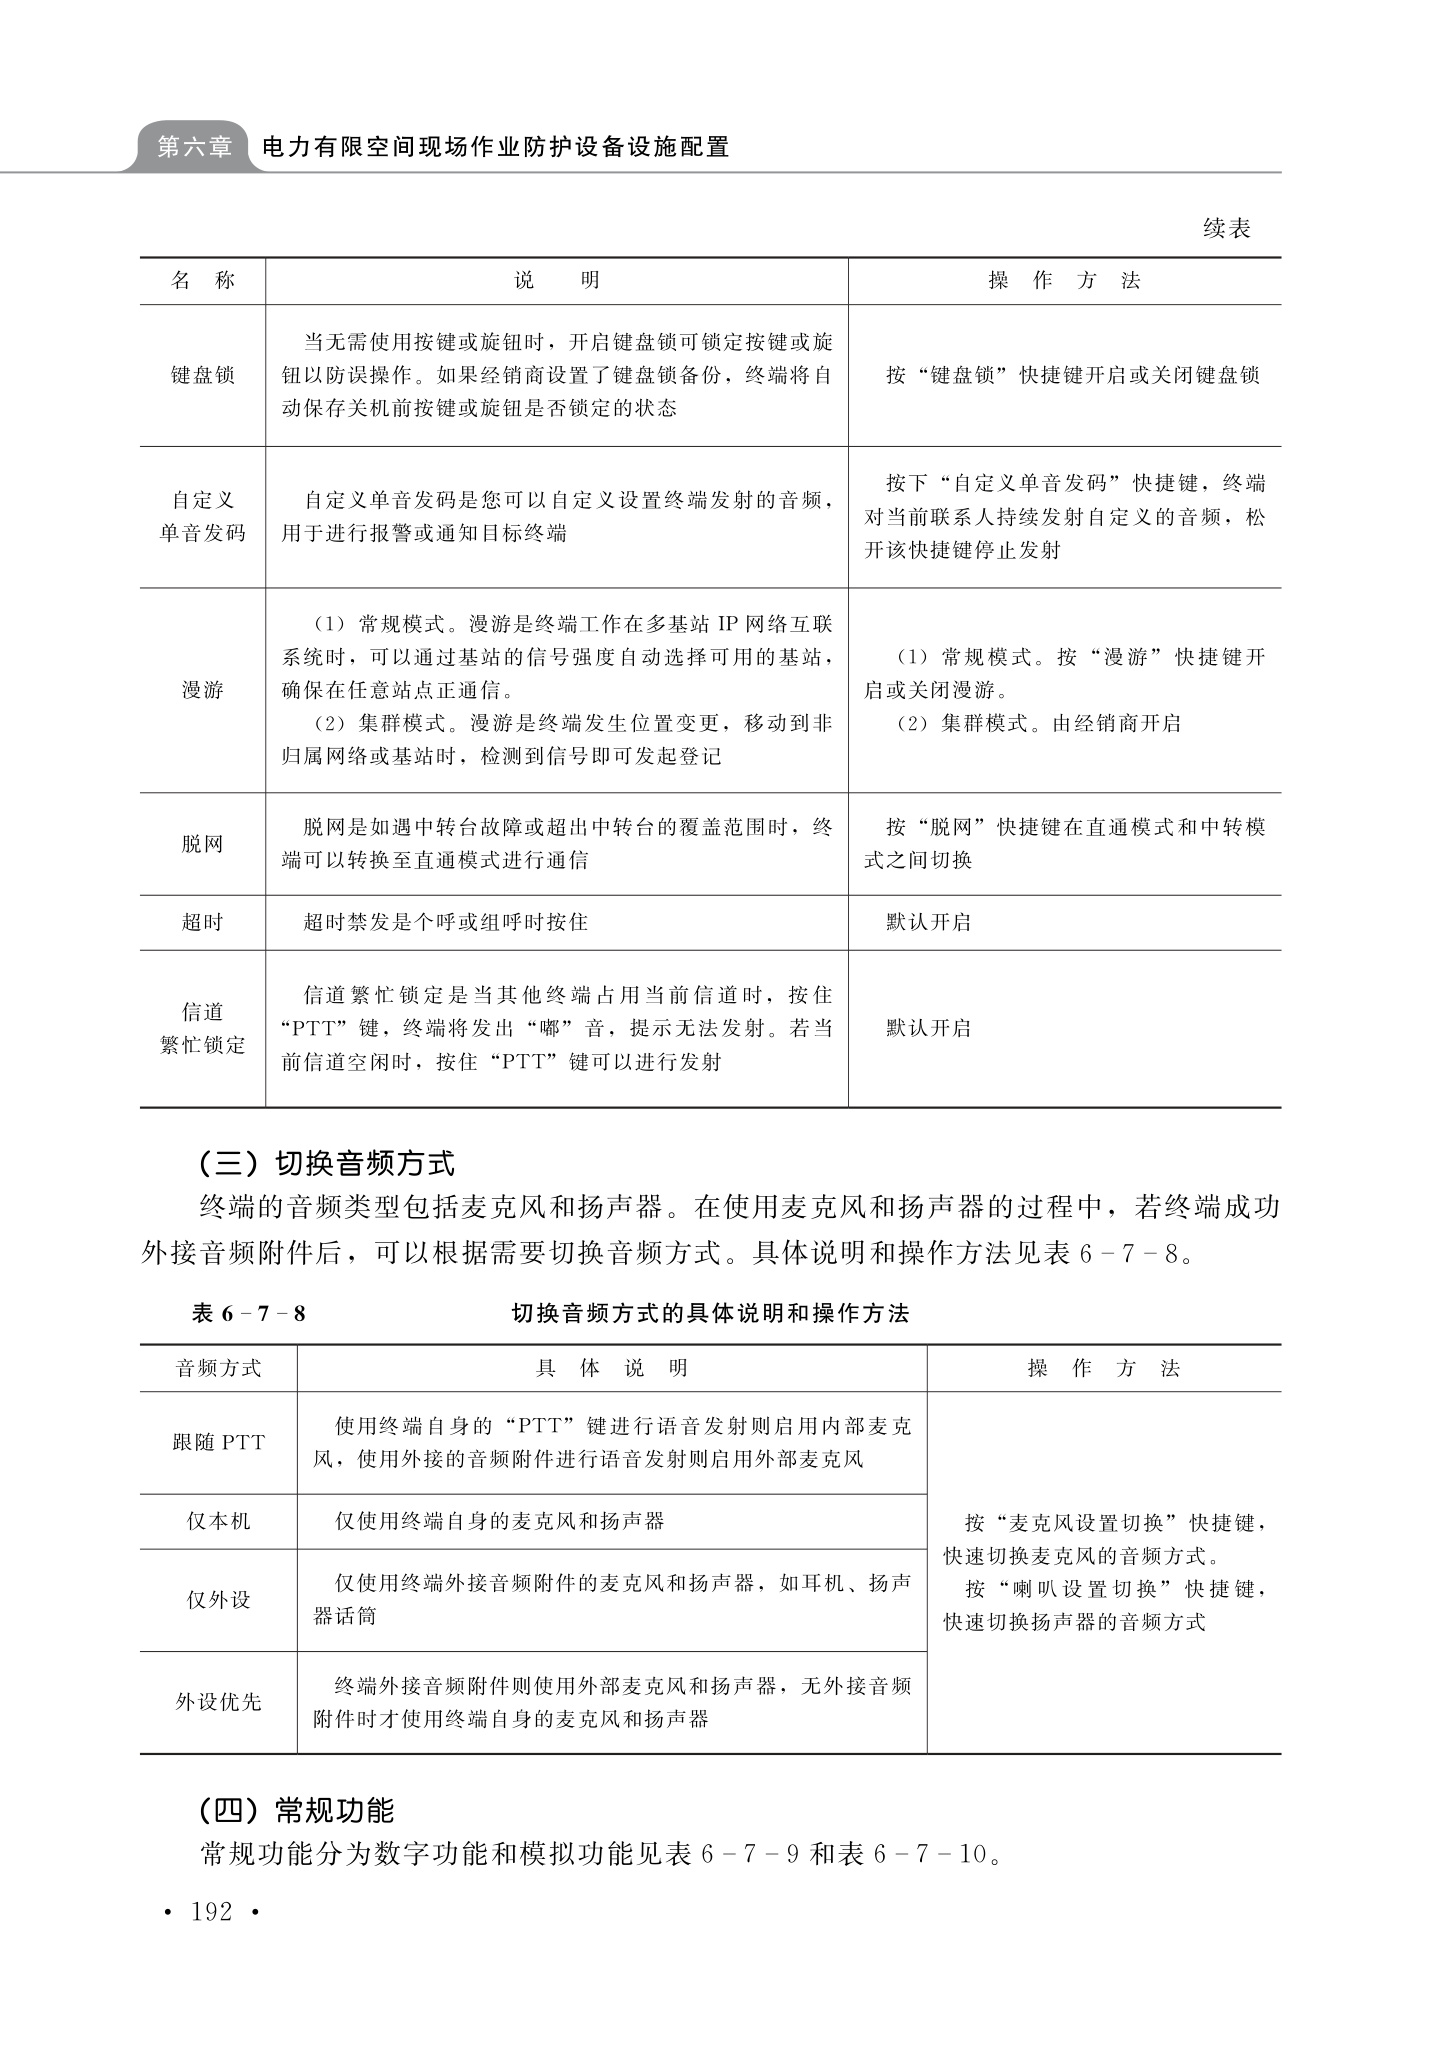 第六章 电力有限空间现场作业防护设备设施配置
续表
名 称 说 明 操 作 方 法
键盘锁
当无需使用按键或旋钮时，开启键盘锁可锁定按键或旋
钮以防误操作。如果经销商设置了键盘锁备份，终端将自
动保存关机前按键或旋钮是否锁定的状态
按“键盘锁”快捷键开启或关闭键盘锁
自定义
单音发码
自定义单音发码是您可以自定义设置终端发射的音频，
用于进行报警或通知目标终端
按下“自定义单音发码”快捷键，终端
对当前联系人持续发射自定义的音频，松
开该快捷键停止发射
漫游
（1）常规模式。漫游是终端工作在多基站 IP 网络互联
系统时，可以通过基站的信号强度自动选择可用的基站，
确保在任意站点正通信。
（2）集群模式。漫游是终端发生位置变更，移动到非
归属网络或基站时，检测到信号即可发起登记
（1）常规模式。按“漫游”快捷键开
启或关闭漫游。
（2）集群模式。由经销商开启
脱网
脱网是如遇中转台故障或超出中转台的覆盖范围时，终
端可以转换至直通模式进行通信
按“脱网”快捷键在直通模式和中转模
式之间切换
超时
超时禁发是个呼或组呼时按住
默认开启
信道
繁忙锁定
信道繁忙锁定是当其他终端占用当前信道时，按住
“PTT”键，终端将发出“嘟”音，提示无法发射。若当
前信道空闲时，按住“PTT”键可以进行发射
默认开启
（三）切换音频方式
终端的音频类型包括麦克风和扬声器。在使用麦克风和扬声器的过程中，若终端成功
外接音频附件后，可以根据需要切换音频方式。具体说明和操作方法见表 6-7-8。
表 6-7-8 切换音频方式的具体说明和操作方法
音频方式 具 体 说 明 操 作 方 法
跟随 PTT
使用终端自身的“PTT”键进行语音发射则启用内部麦克
风，使用外接的音频附件进行语音发射则启用外部麦克风
仅本机
仅使用终端自身的麦克风和扬声器
仅外设
仅使用终端外接音频附件的麦克风和扬声器，如耳机、扬声
器话筒
外设优先
终端外接音频附件则使用外部麦克风和扬声器，无外接音频
附件时才使用终端自身的麦克风和扬声器
按“麦克风设置切换”快捷键，
快速切换麦克风的音频方式。
按“喇叭设置切换”快捷键，
快速切换扬声器的音频方式
（四）常规功能
常规功能分为数字功能和模拟功能见表 6-7-9 和表 6-7-10。
· 192 ·